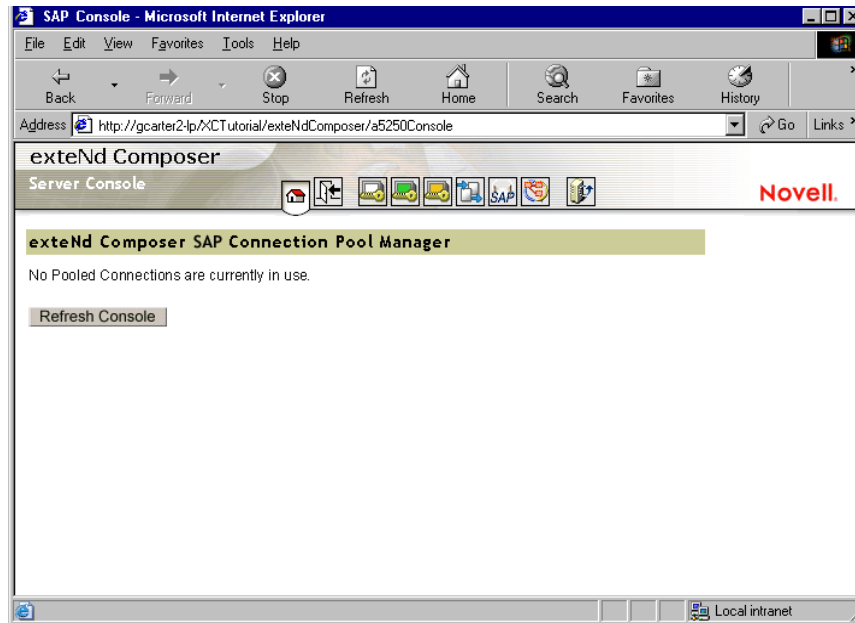 SAP Console - Microsoft Internet Explorer
File Edit View Favorites Tools Help
Back Forward Stop Refresh Home Search Favorites History
Address http://gcarter2-lp/XCTutorial/exteNdComposer/a5250Console Go Links
exteNd Composer
Server Console
SAP
Novell.
exteNd Composer SAP Connection Pool Manager
No Pooled Connections are currently in use.
Refresh Console
Local intranet